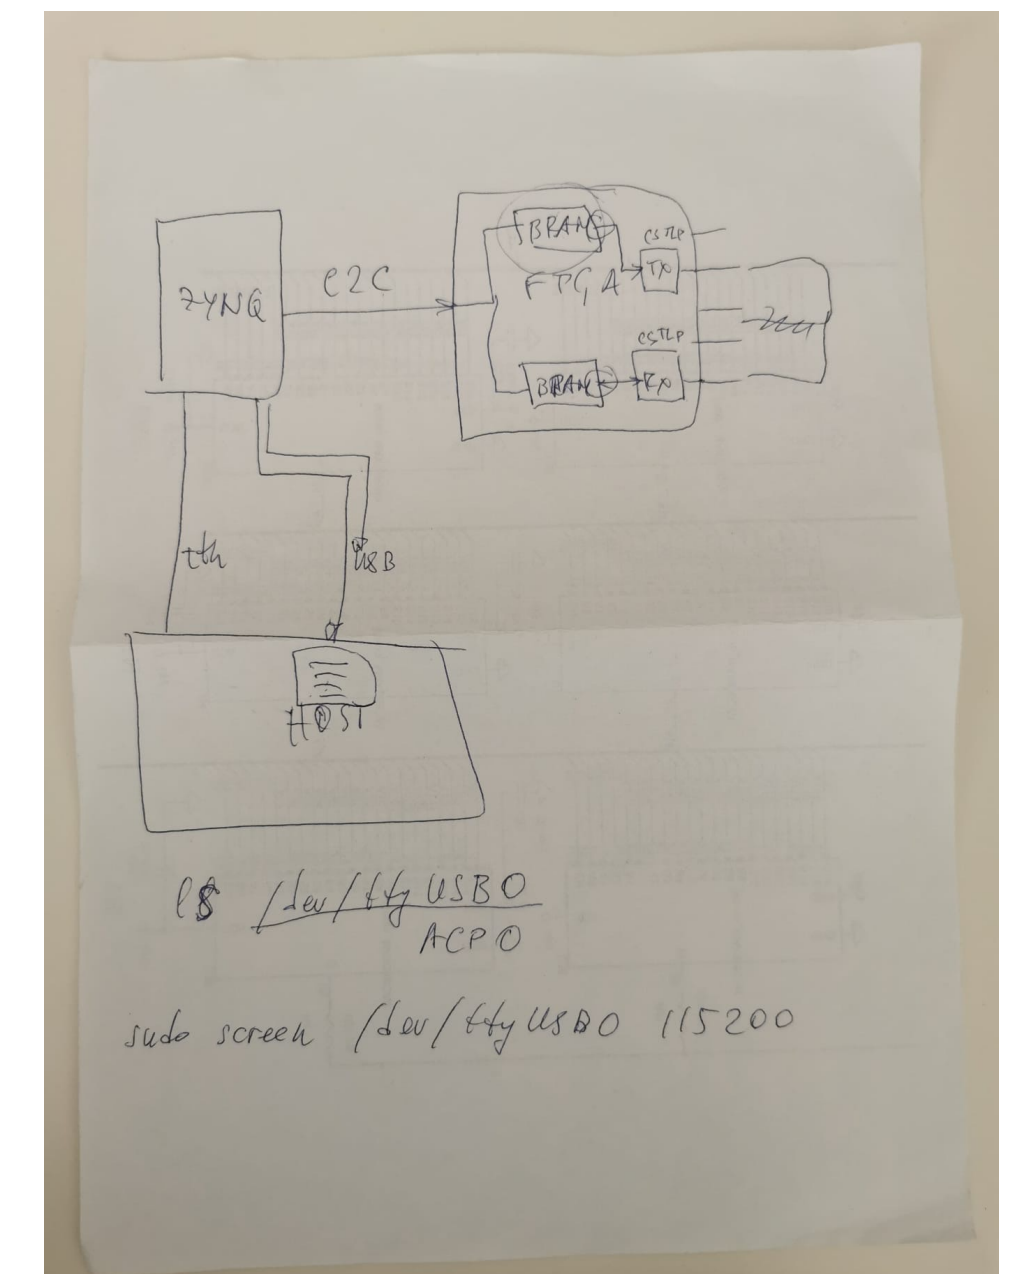 CSTLP
BRAM
TX
C2C
FPGA
ZYNQ
CSTLP
BRAM
RX
eth
USB
HOST
ls /dev/ttyUSB0
ACP0
sudo screen /dev/ttyUSB0 115200